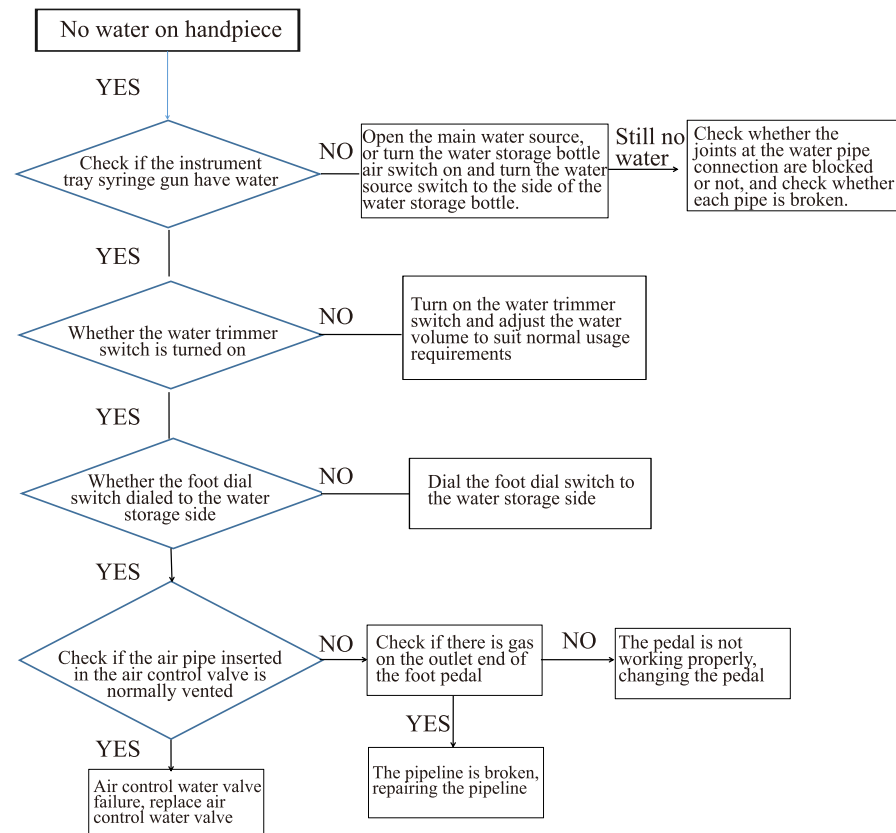 No water on handpiece
YES
Check if the instrument
tray syringe gun have water
NO
Open the main water source,
or turn the water storage bottle
air switch on and turn the water
source switch to the side of the
water storage bottle.
Still no
water
Check whether the
joints at the water pipe
connection are blocked
or not, and check whether
each pipe is broken.
YES
Whether the water trimmer
switch is turned on
NO
Turn on the water trimmer
switch and adjust the water
volume to suit normal usage
requirements
YES
Whether the foot dial
switch dialed to the water
storage side
NO
Dial the foot dial switch to
the water storage side
YES
Check if the air pipe inserted
in the air control valve is
normally vented
NO
Check if there is gas
on the outlet end of
the foot pedal
NO
The pedal is not
working properly,
changing the pedal
YES
The pipeline is broken,
repairing the pipeline
YES
Air control water valve
failure, replace air
control water valve